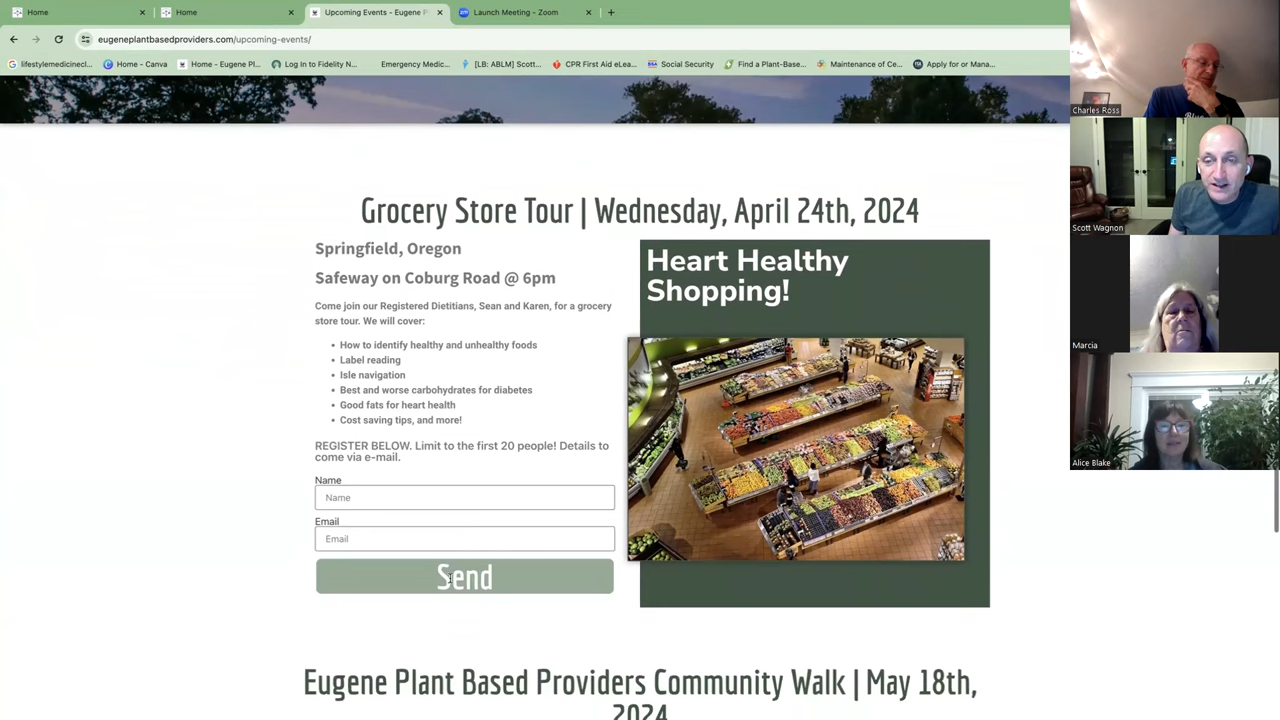 Home
Home
Upcoming Events - Eugene P
Launch Meeting - Zoom
eugeneplantbasedproviders.com/upcoming-events/
lifestylemedicinecl...
Home - Canva
Home - Eugene Pl...
Log In to Fidelity N...
Emergency Medic...
[LB: ABLM] Scott...
CPR First Aid eLea...
Social Security
Find a Plant-Base...
Maintenance of Ce...
Apply for or Mana...
Grocery Store Tour | Wednesday, April 24th, 2024
Springfield, Oregon
Safeway on Coburg Road @ 6pm
Come join our Registered Dietitians, Sean and Karen, for a grocery
store tour. We will cover:
• How to identify healthy and unhealthy foods
• Label reading
• Isle navigation
• Best and worse carbohydrates for diabetes
• Good fats for heart health
• Cost saving tips, and more!
REGISTER BELOW. Limit to the first 20 people! Details to
come via e-mail.
Name
Name
Email
Email
Send
Heart Healthy
Shopping!
Eugene Plant Based Providers Community Walk | May 18th,
2024
Charles Ross
Scott Wagnon
Marcia
Alice Blake